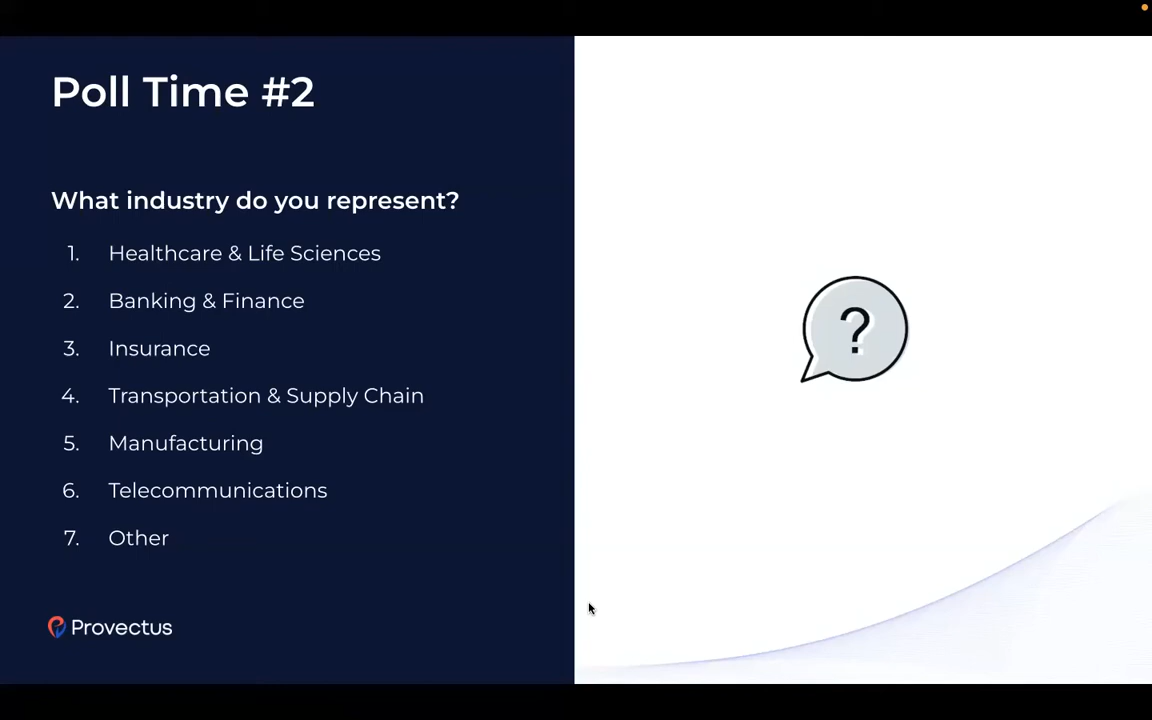 Poll Time #2
What industry do you represent?
1. Healthcare & Life Sciences
2. Banking & Finance
3. Insurance
4. Transportation & Supply Chain
5. Manufacturing
6. Telecommunications
7. Other
?
Provectus